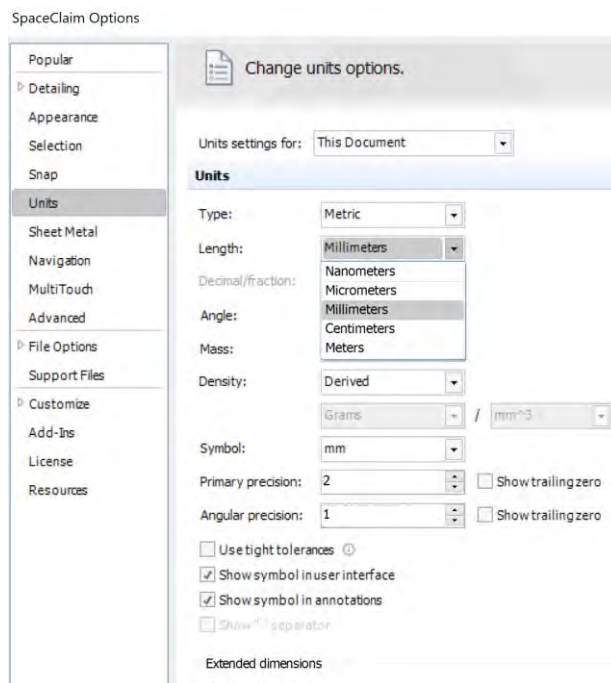 SpaceClaim Options
Popular
Detailing
Appearance
Selection
Snap
Units
Sheet Metal
Navigation
MultiTouch
Advanced
File Options
Support Files
Customize
Add-Ins
License
Resources
Change units options.
Units settings for: This Document
Units
Type: Metric
Length: Millimeters
Nanometers
Decimal/fraction: Micrometers
Millimeters
Angle: Centimeters
Mass: Meters
Density: Derived
Grams / mm^3
Symbol: mm
Primary precision: 2 Show trailing zero
Angular precision: 1 Show trailing zero
Use tight tolerances
Show symbol in user interface
Show symbol in annotations
Show separator
Extended dimensions